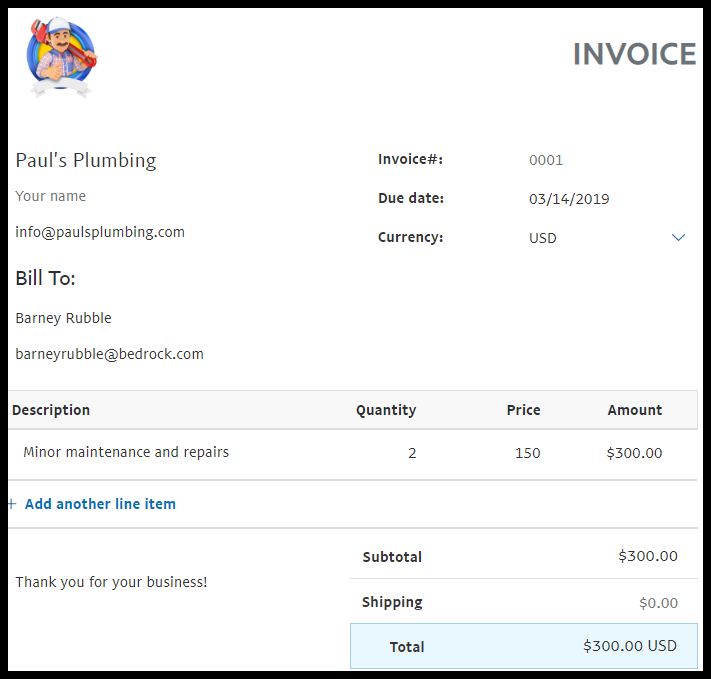 INVOICE
Paul's Plumbing
Your name
info@paulsplumbing.com
Invoice#: 0001
Due date: 03/14/2019
Currency: USD
Bill To:
Barney Rubble
barneyrubble@bedrock.com
Description Quantity Price Amount
Minor maintenance and repairs 2 150 $300.00
+ Add another line item
Thank you for your business!
Subtotal $300.00
Shipping $0.00
Total $300.00 USD